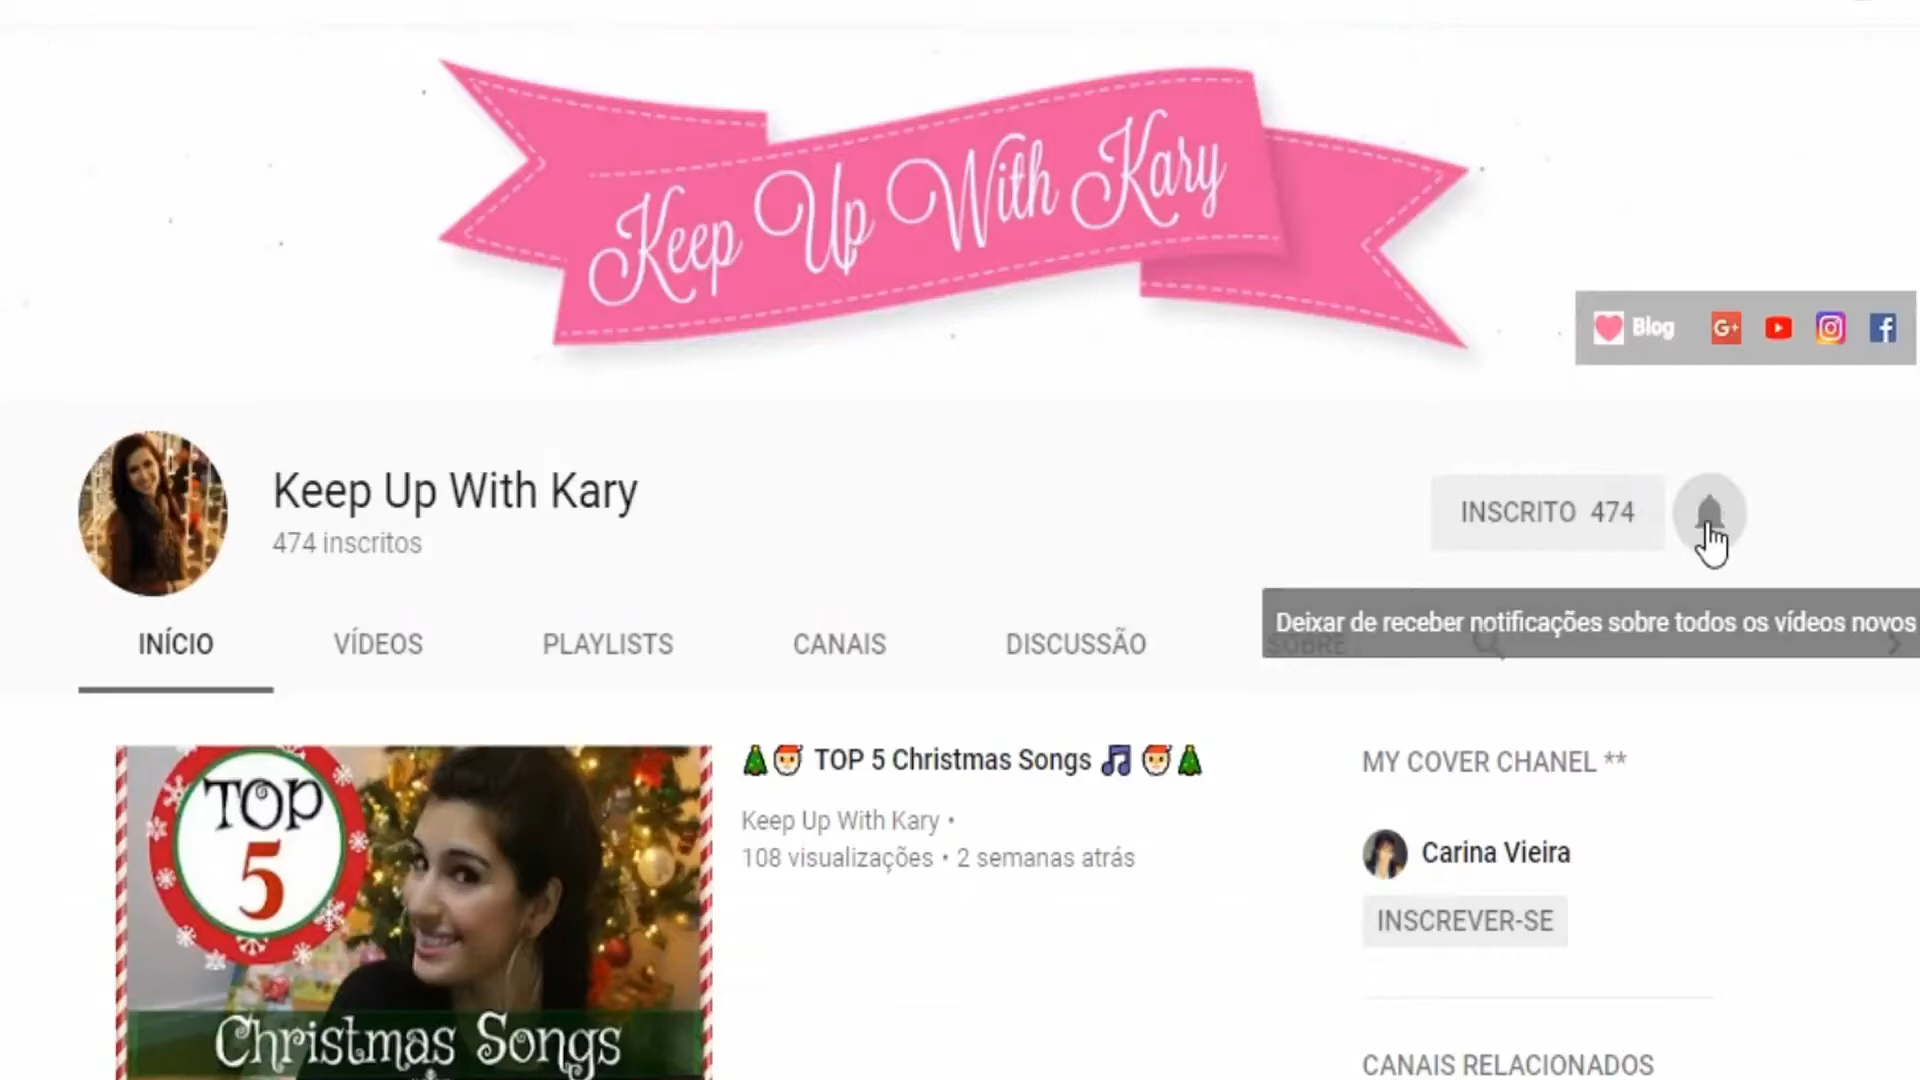 Keep Up With Kary
Blog
G+
Keep Up With Kary
474 inscritos
INSCRITO 474
Deixar de receber notificações sobre todos os vídeos novos
INÍCIO
VÍDEOS
PLAYLISTS
CANAIS
DISCUSSÃO
SOBRE
TOP
5
Christmas Songs
TOP 5 Christmas Songs
Keep Up With Kary •
108 visualizações • 2 semanas atrás
MY COVER CHANEL **
Carina Vieira
INSCREVER-SE
CANAIS RELACIONADOS